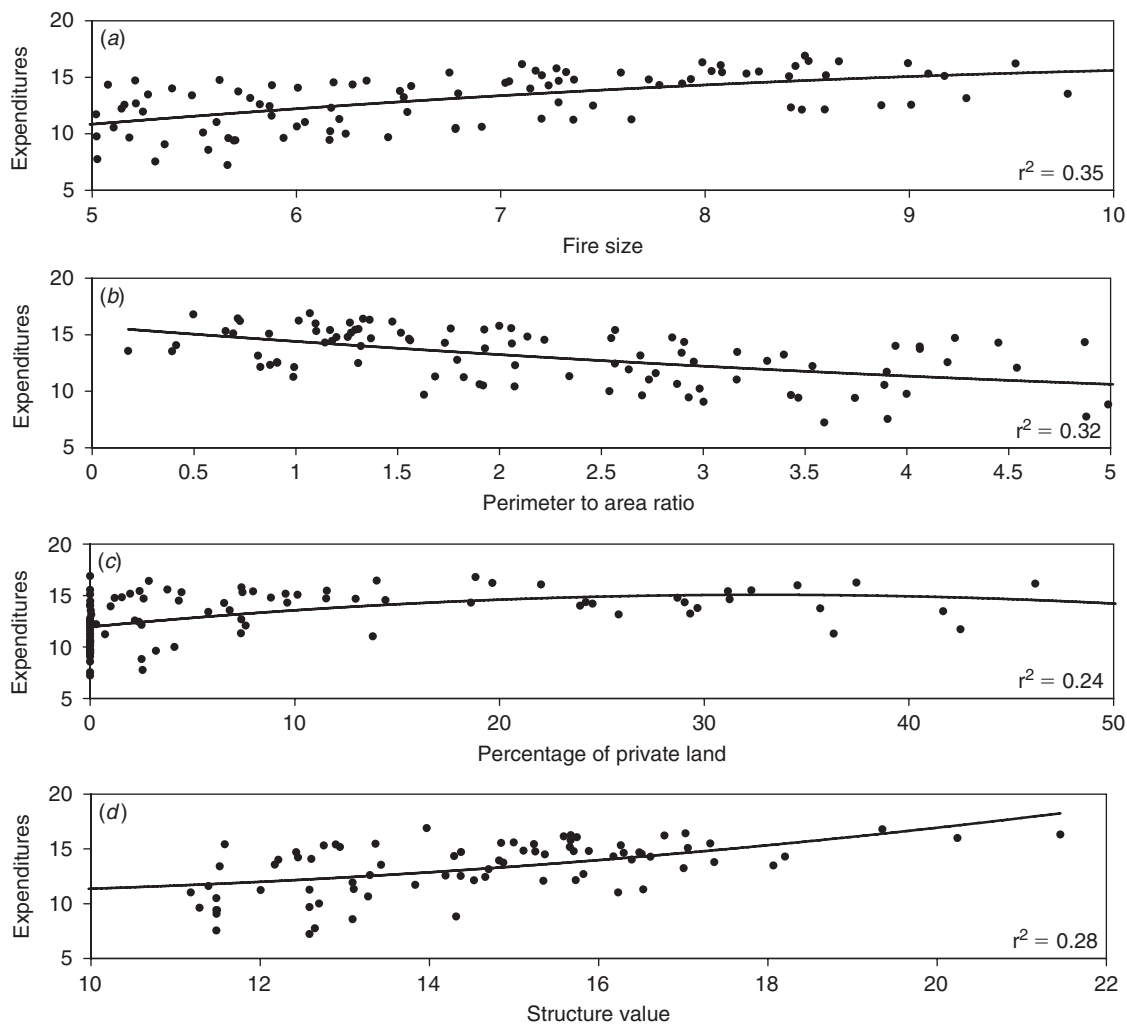 (a)
Expenditures
20
15
10
5
r² = 0.35
5 6 7 8 9 10
Fire size
(b)
Expenditures
20
15
10
5
r² = 0.32
0 0.5 1 1.5 2 2.5 3 3.5 4 4.5 5
Perimeter to area ratio
(c)
Expenditures
20
15
10
5
r² = 0.24
0 10 20 30 40 50
Percentage of private land
(d)
Expenditures
20
15
10
5
r² = 0.28
10 12 14 16 18 20 22
Structure value